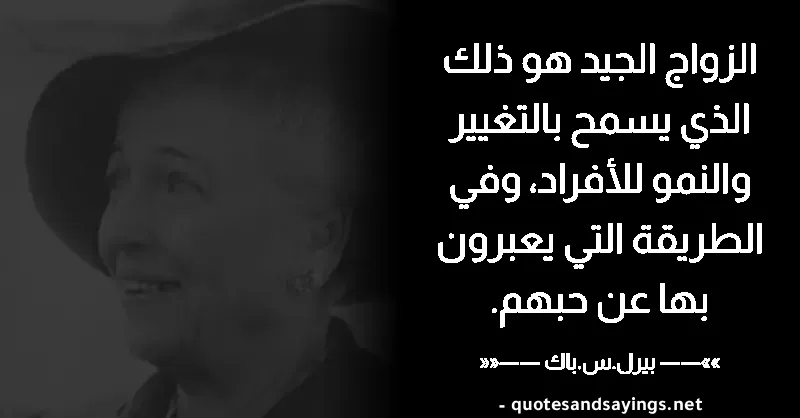 الزواج الجيد هو ذلك
الذي يسمح بالتغيير
والنمو للأفراد، وفي
الطريقة التي يعبرون
بها عن حبهم.
»»—— بيرل.س.باك ——««
- quotesandsayings.net